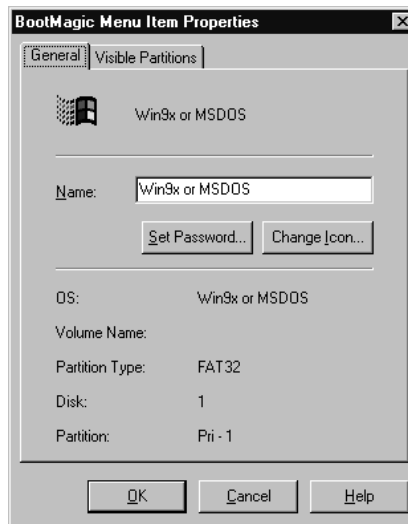 BootMagic Menu Item Properties
General Visible Partitions
Win9x or MSDOS
Name: Win9x or MSDOS
Set Password... Change Icon...
OS: Win9x or MSDOS
Volume Name:
Partition Type: FAT32
Disk: 1
Partition: Pri - 1
OK Cancel Help